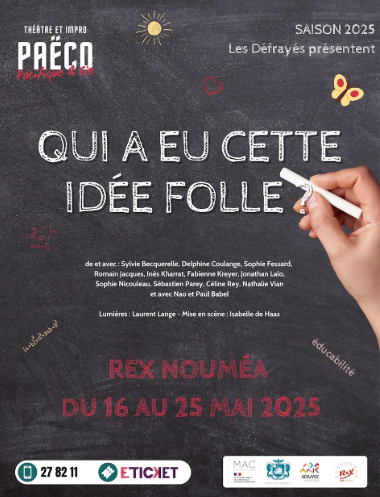 THÉÂTRE ET IMPRO
PAËCO
Pacifique & Cie
SAISON 2025
Les Défrayés présentent
QUI A EU CETTE
IDÉE FOLLE ?
de et avec : Sylvie Becquerelle, Delphine Coulange, Sophie Fessard,
Romain Jacques, Inès Kharrat, Fabienne Kreyer, Jonathan Lalo,
Sophie Nicouleau, Sébastien Parey, Céline Rey, Nathalie Vian
et avec Nao et Paul Babel
Lumières : Laurent Lange - Mise en scène : Isabelle de Haas
éducabilité
REX NOUMÉA
DU 16 AU 25 MAI 2025
27 82 11
ETICKET
MAC
REX